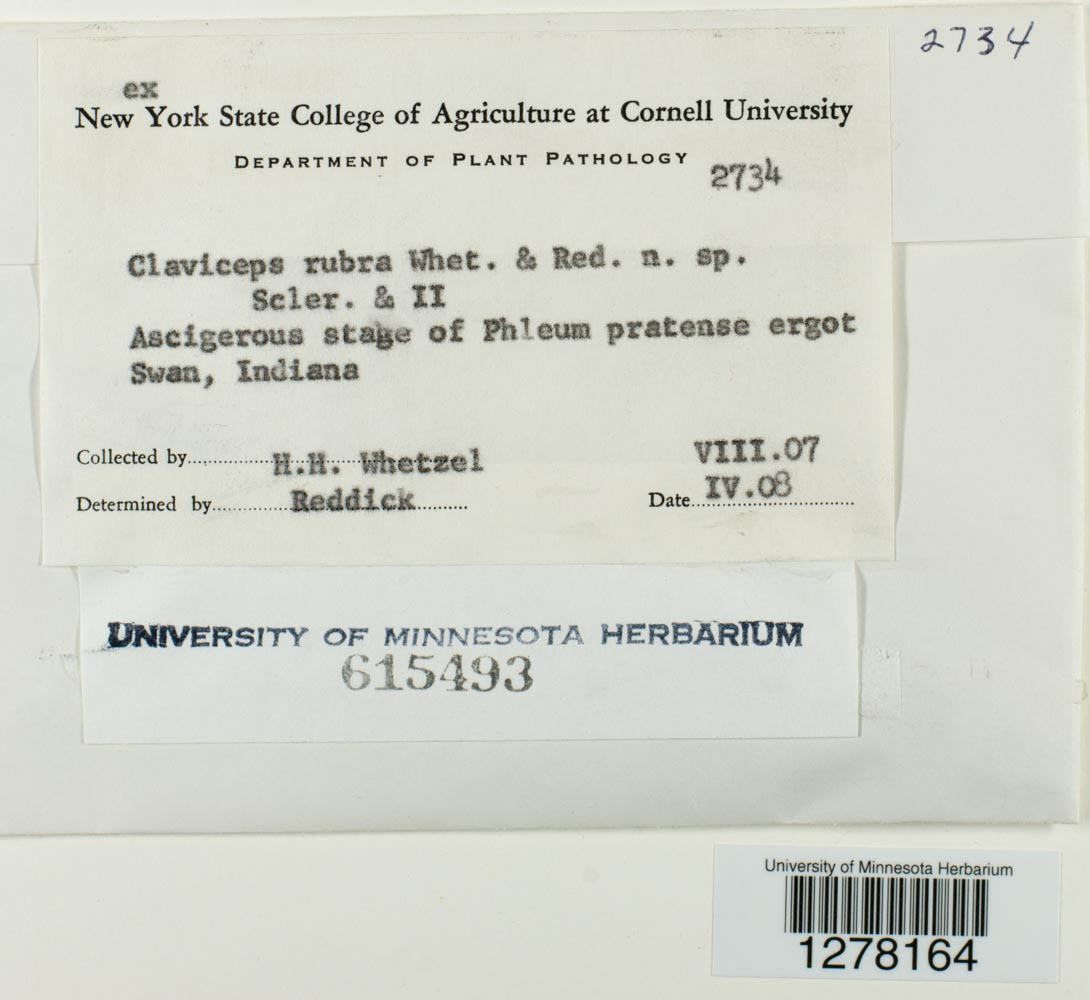 2734
ex
New York State College of Agriculture at Cornell University
DEPARTMENT OF PLANT PATHOLOGY
2734
Claviceps rubra Whet. & Red. n. sp.
Scler. & II
Ascigerous stage of Phleum pratense ergot
Swan, Indiana
Collected by H.H. Whetzel VIII.07
Determined by Reddick Date IV.08
UNIVERSITY OF MINNESOTA HERBARIUM
615493
University of Minnesota Herbarium
1278164